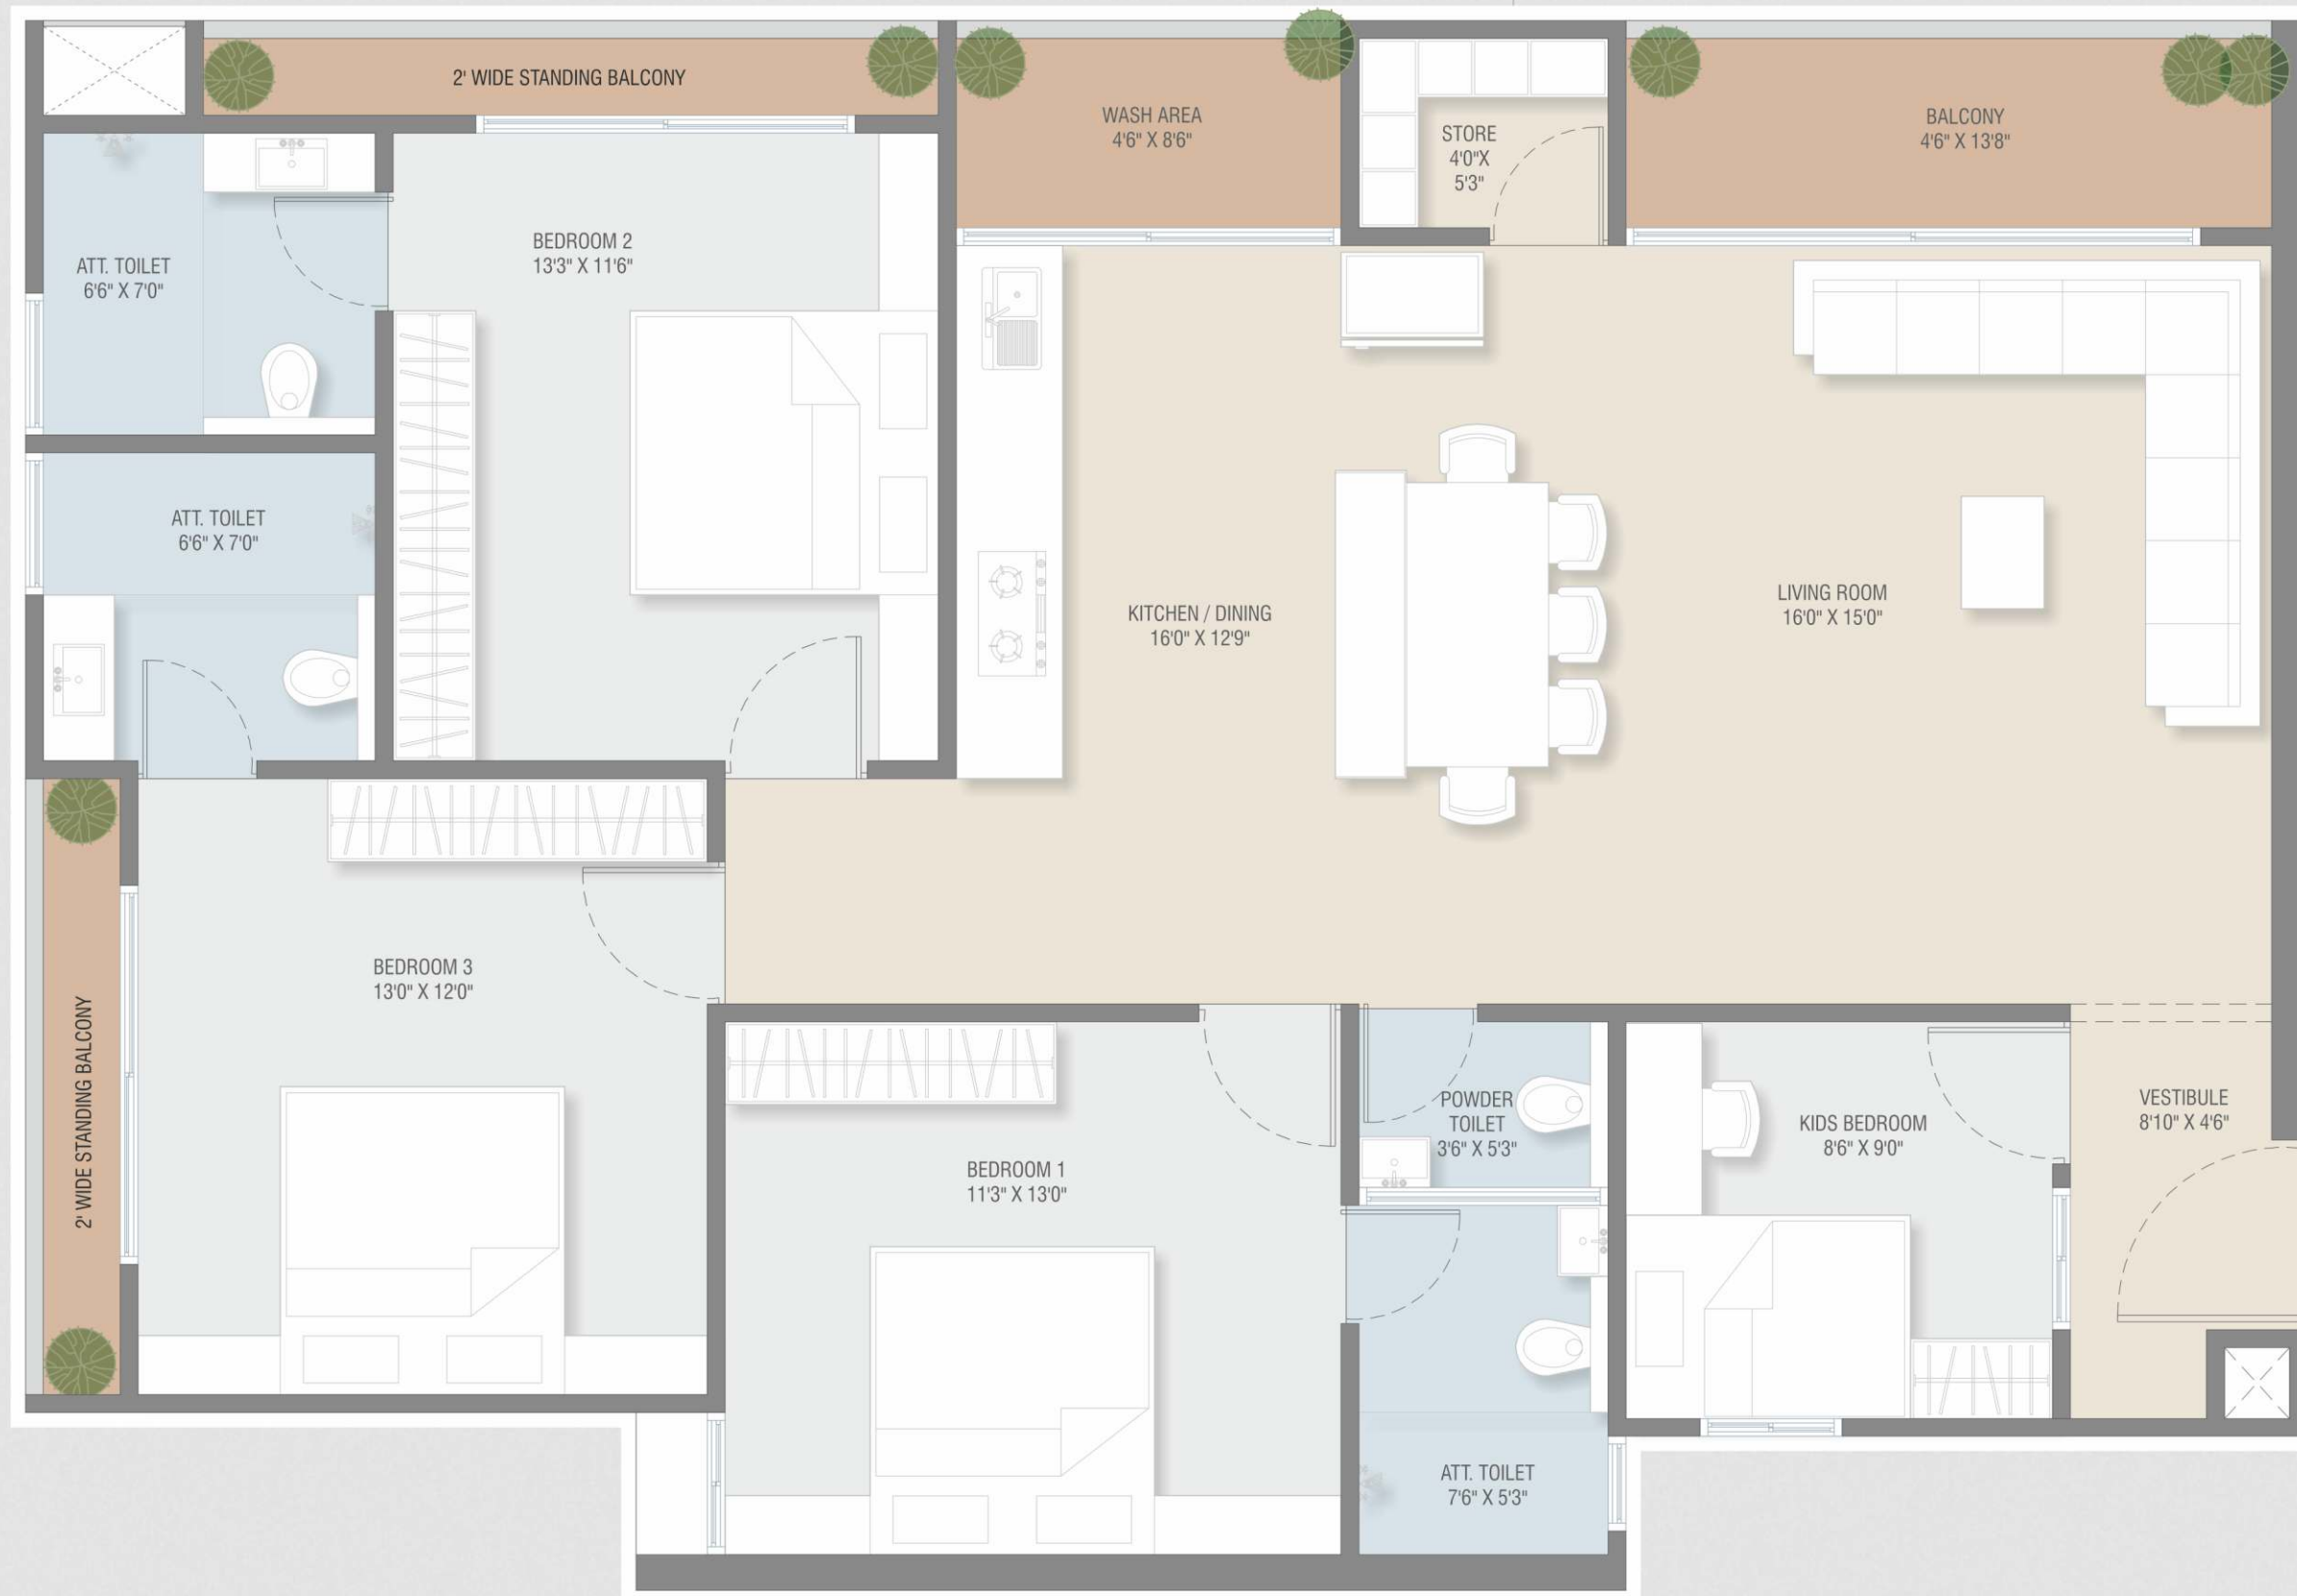 2' WIDE STANDING BALCONY
WASH AREA
4'6" X 8'6"
STORE
4'0"X
5'3"
BALCONY
4'6" X 13'8"
ATT. TOILET
6'6" X 7'0"
BEDROOM 2
13'3" X 11'6"
ATT. TOILET
6'6" X 7'0"
KITCHEN / DINING
16'0" X 12'9"
LIVING ROOM
16'0" X 15'0"
BEDROOM 3
13'0" X 12'0"
2' WIDE STANDING BALCONY
BEDROOM 1
11'3" X 13'0"
POWDER
TOILET
3'6" X 5'3"
KIDS BEDROOM
8'6" X 9'0"
VESTIBULE
8'10" X 4'6"
ATT. TOILET
7'6" X 5'3"